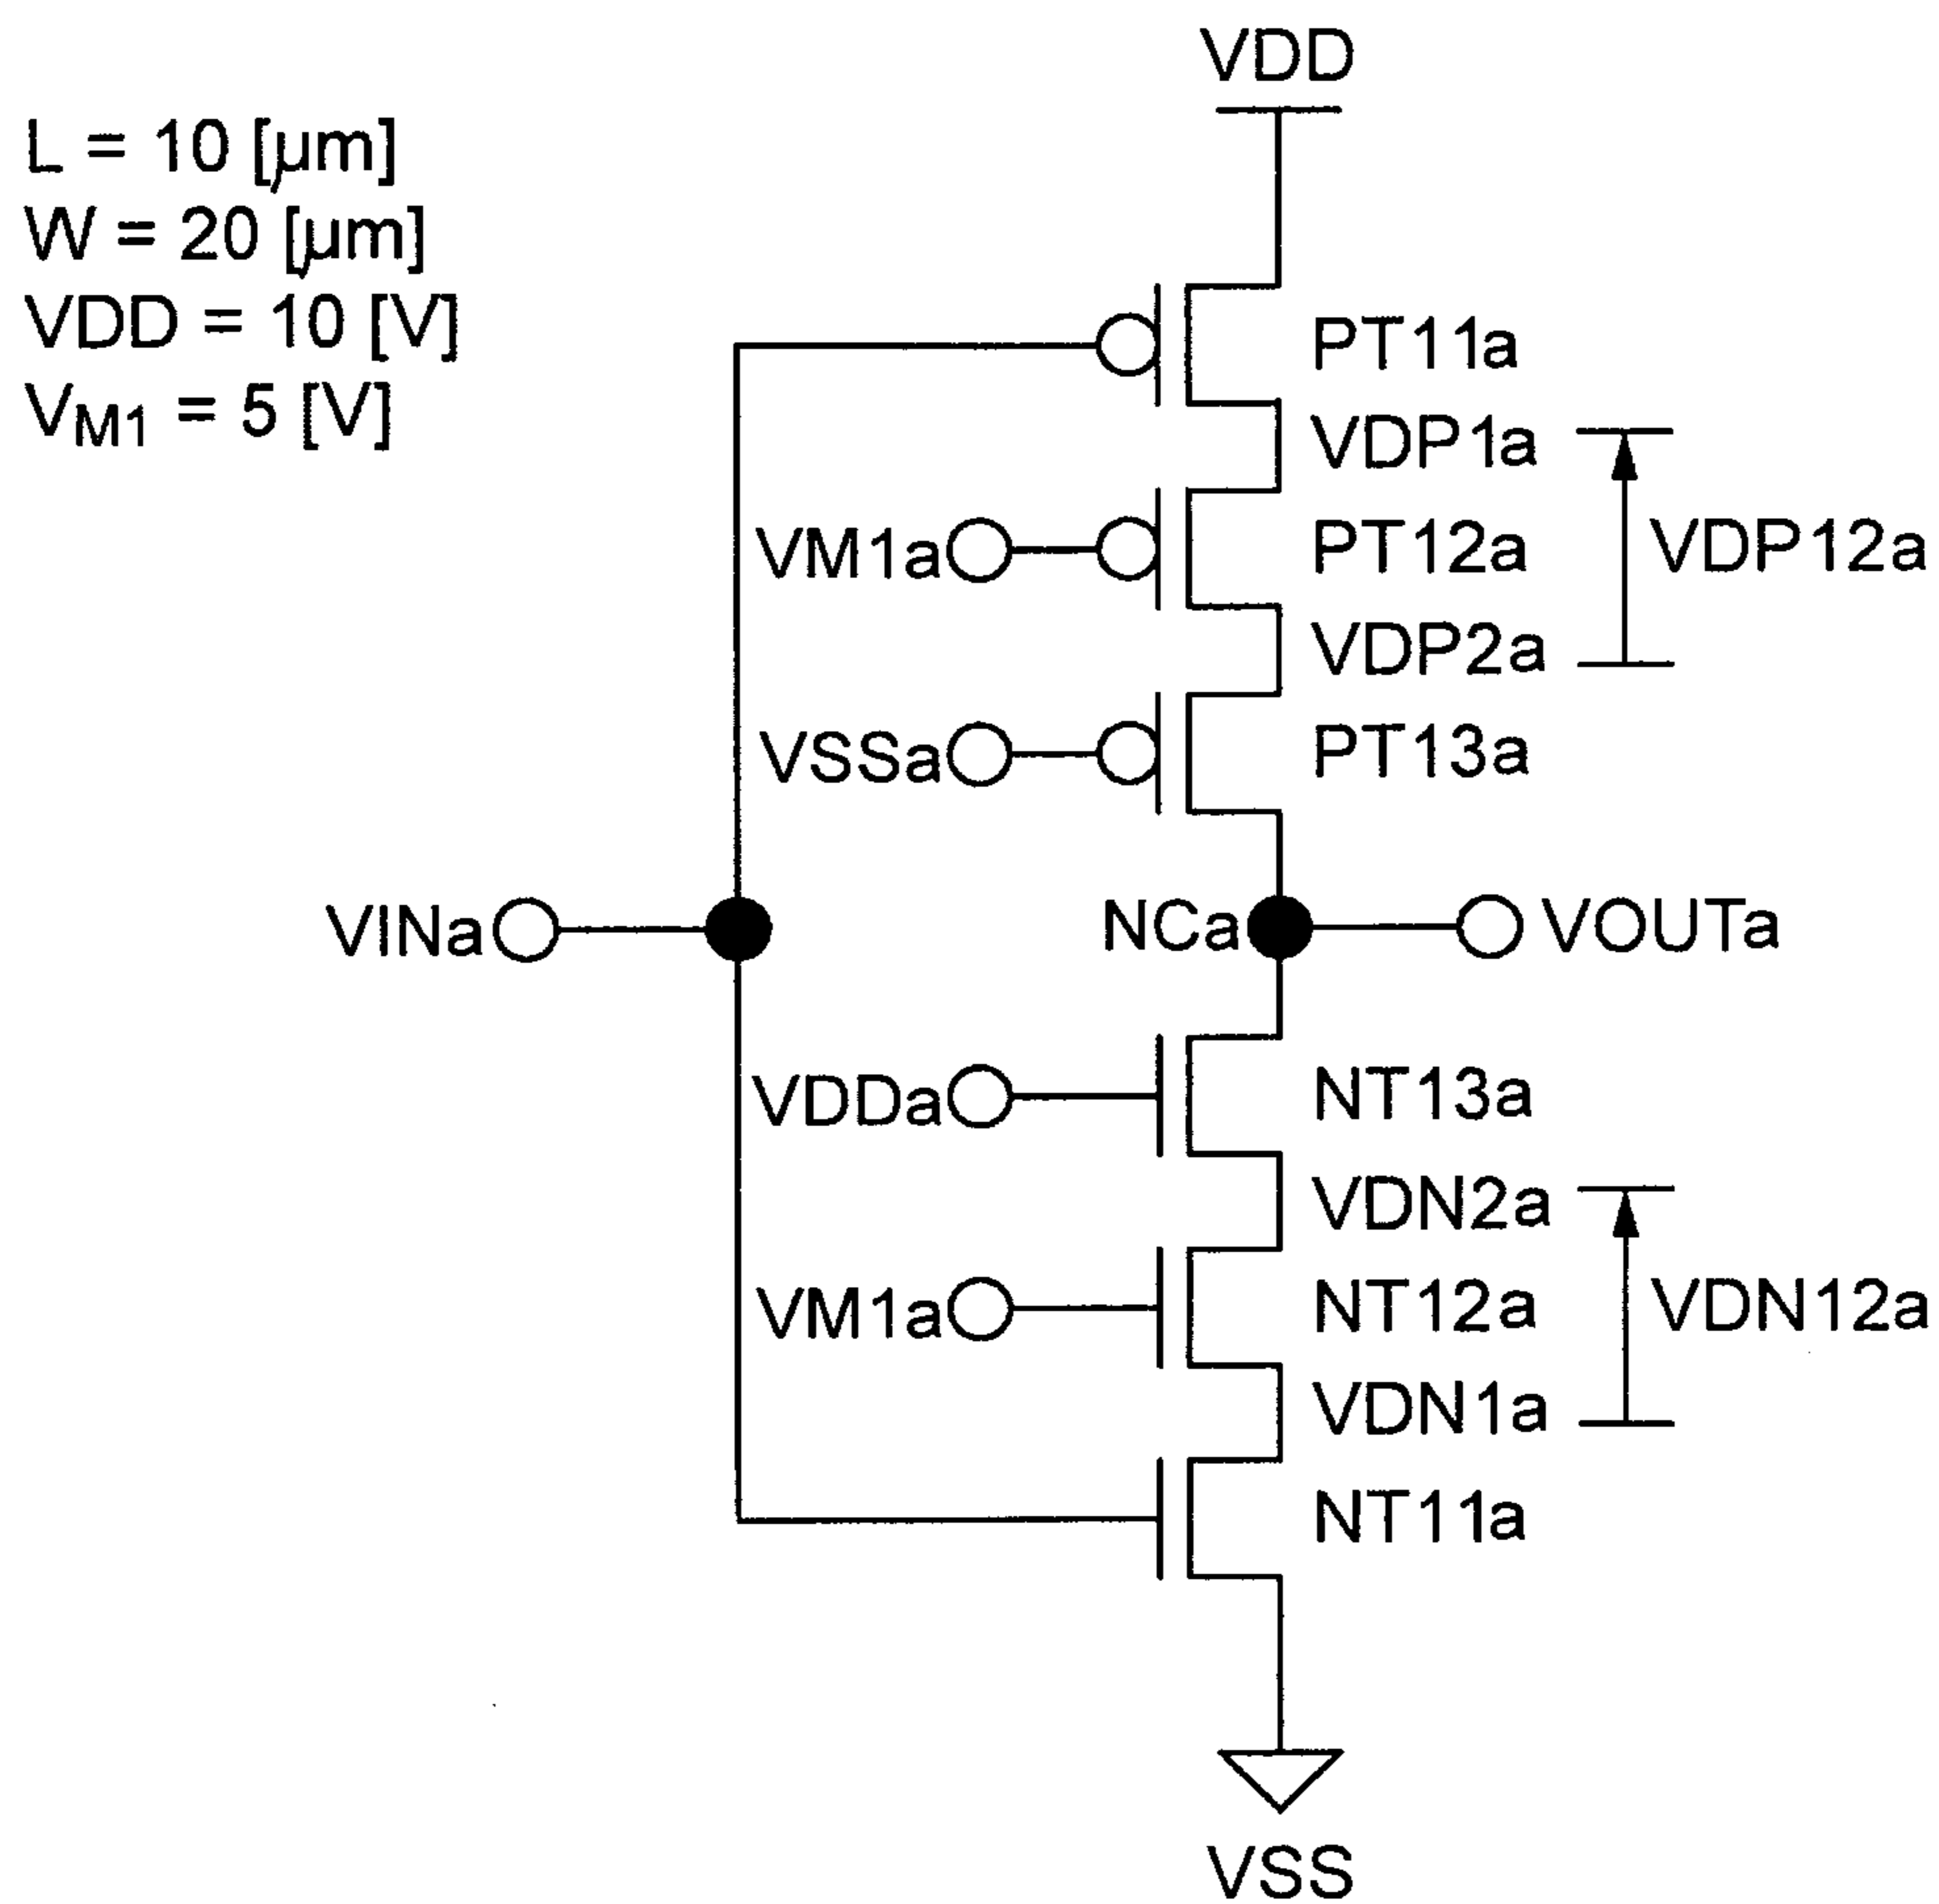 VDD
L = 10 [µm]
W = 20 [µm]
VDD = 10 [V]
VM1 = 5 [V]
PT11a
VDP1a
VM1a
PT12a
VDP12a
VDP2a
VSSa
PT13a
VINa
NCa
VOUTa
VDDa
NT13a
VDN2a
VM1a
NT12a
VDN12a
VDN1a
NT11a
VSS